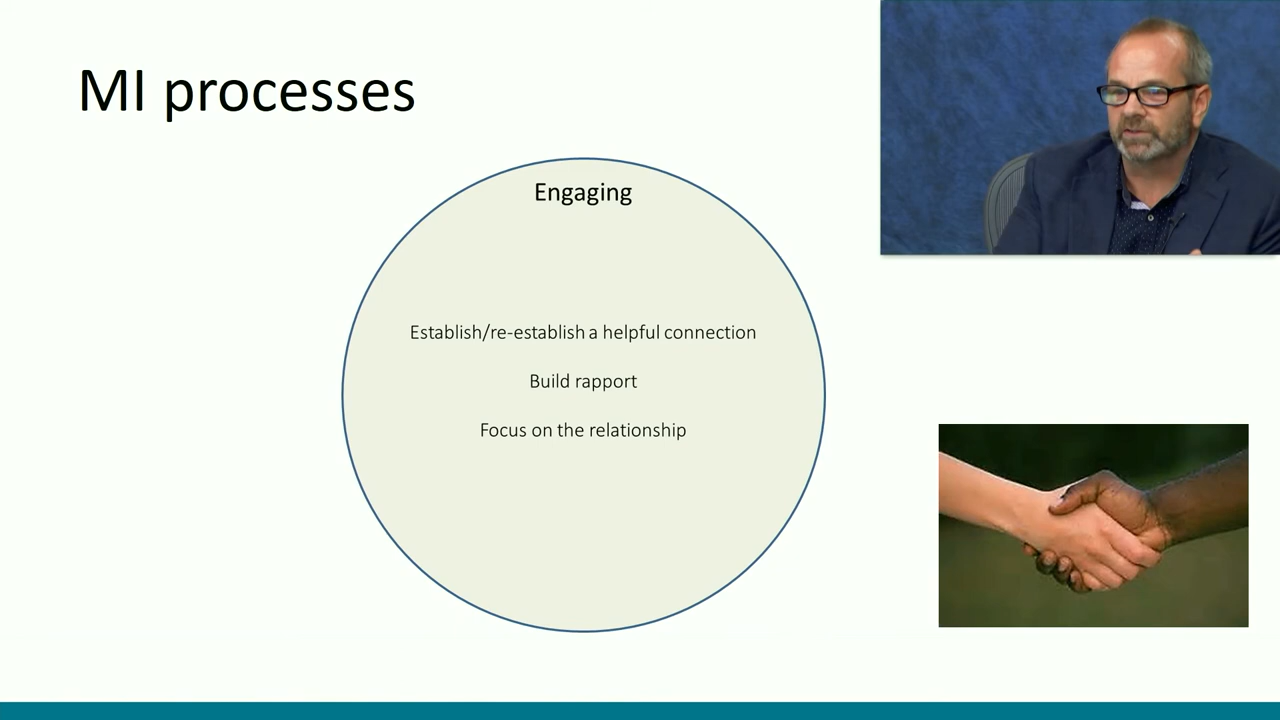 MI processes
Engaging
Establish/re-establish a helpful connection
Build rapport
Focus on the relationship